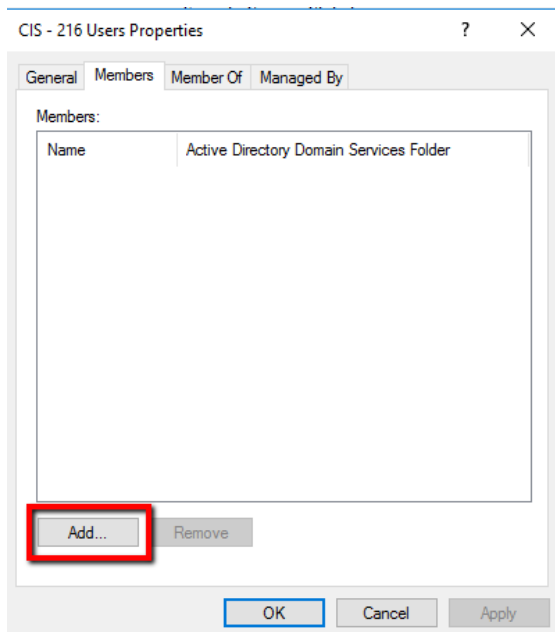 CIS - 216 Users Properties ?
General Members Member Of Managed By
Members:
Name Active Directory Domain Services Folder
Add... Remove
OK Cancel Apply